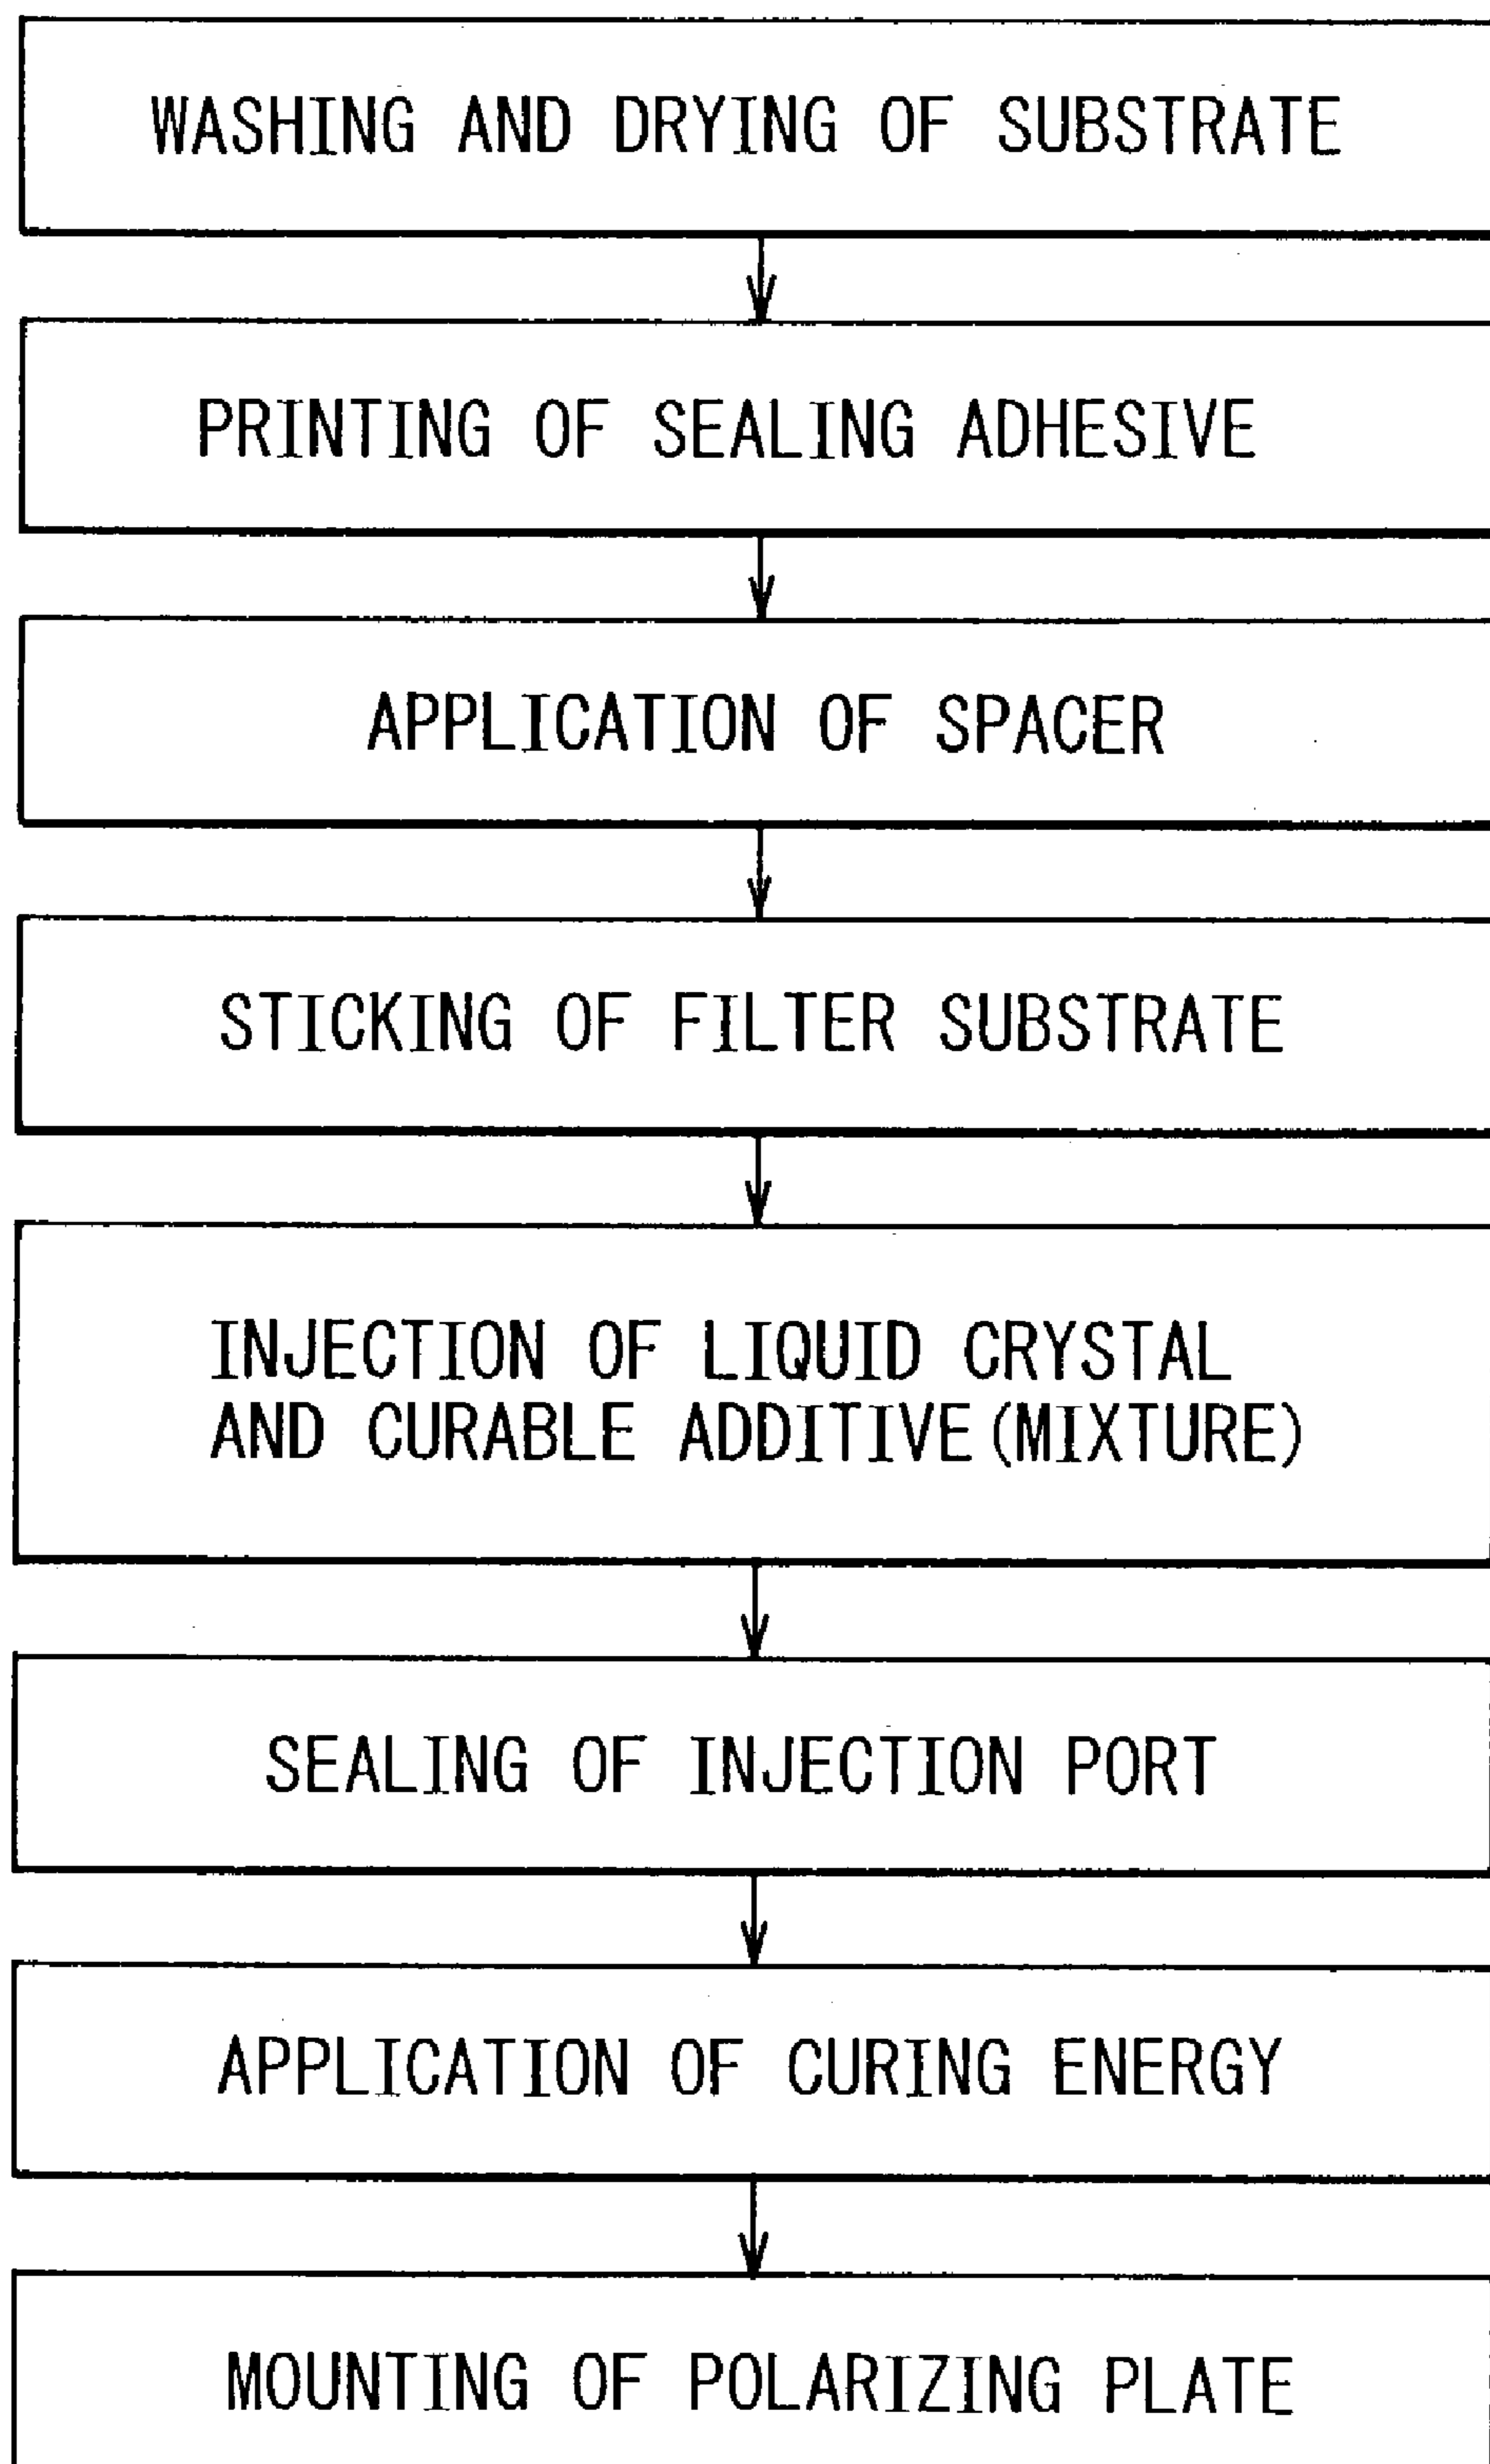 WASHING AND DRYING OF SUBSTRATE
PRINTING OF SEALING ADHESIVE
APPLICATION OF SPACER
STICKING OF FILTER SUBSTRATE
INJECTION OF LIQUID CRYSTAL
AND CURABLE ADDITIVE(MIXTURE)
SEALING OF INJECTION PORT
APPLICATION OF CURING ENERGY
MOUNTING OF POLARIZING PLATE